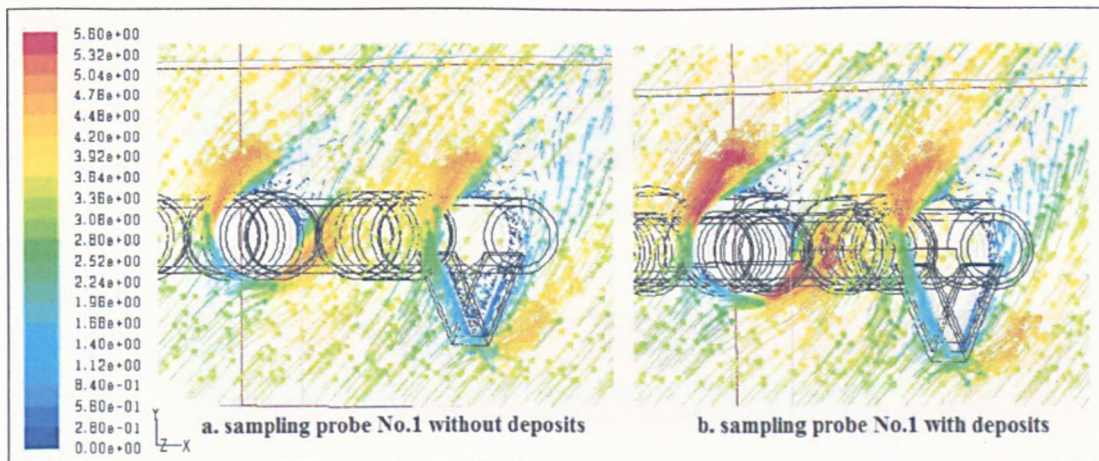 5.60e+00
5.32e+00
5.04e+00
4.76e+00
4.48e+00
4.20e+00
3.92e+00
3.64e+00
3.36e+00
3.08e+00
2.80e+00
2.52e+00
2.24e+00
1.96e+00
1.68e+00
1.40e+00
1.12e+00
8.40e-01
5.60e-01
2.80e-01
0.00e+00
Y
Z X
a. sampling probe No.1 without deposits
b. sampling probe No.1 with deposits